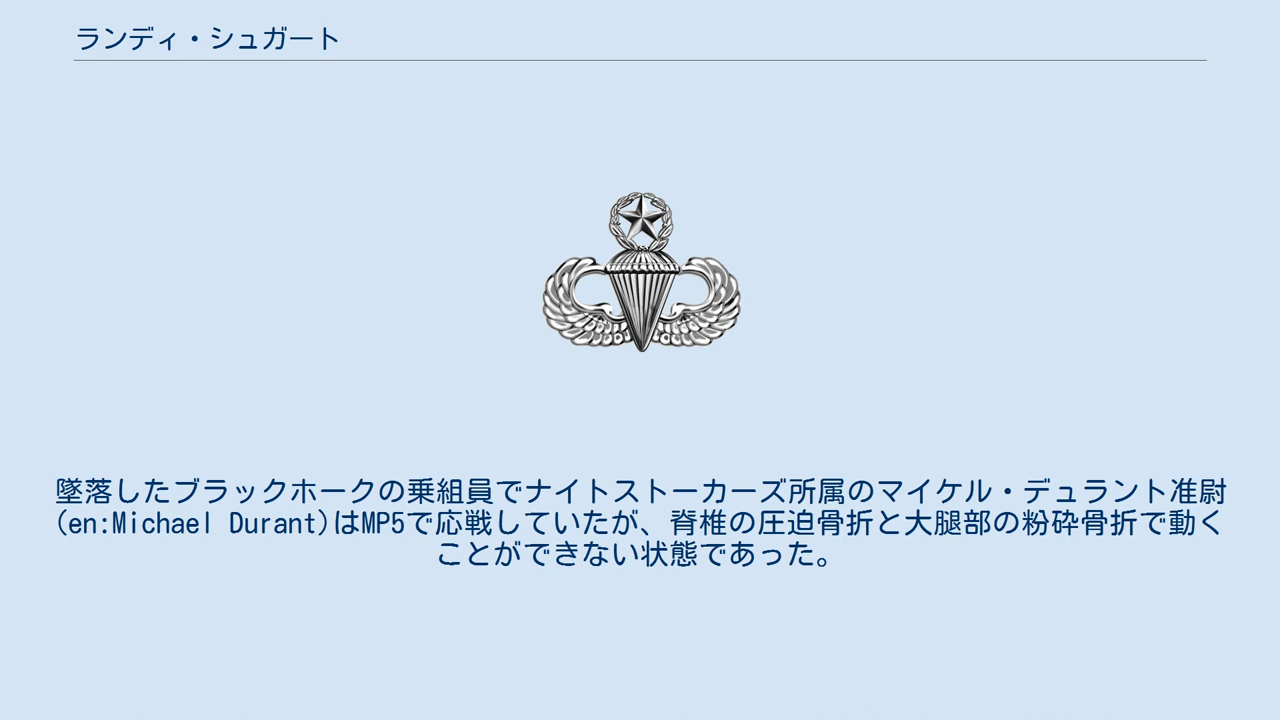 ランディ・シュガート
墜落したブラックホークの乗組員でナイトストーカーズ所属のマイケル・デュラント准尉
(en:Michael Durant)はMP5で応戦していたが、脊椎の圧迫骨折と大腿部の粉砕骨折で動く
ことができない状態であった。